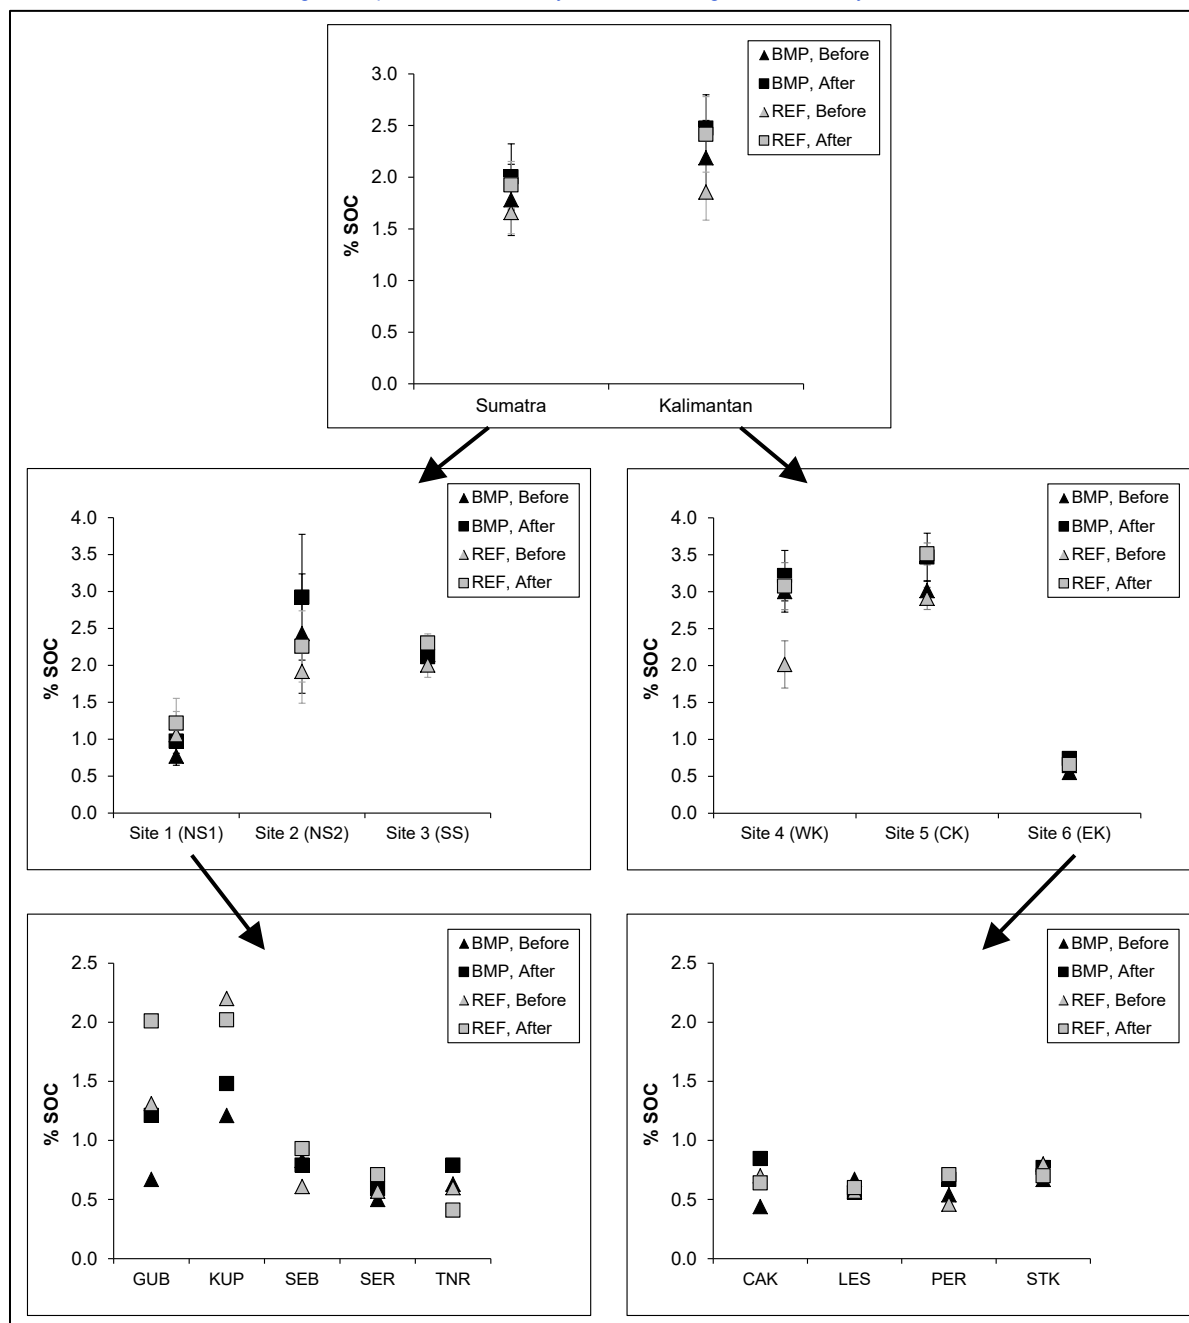 BMP, Before
BMP, After
REF, Before
REF, After
3.0
2.5
2.0
1.5
1.0
0.5
0.0
% SOC
Sumatra Kalimantan
BMP, Before
BMP, After
REF, Before
REF, After
4.0
3.5
3.0
2.5
2.0
1.5
1.0
0.5
0.0
% SOC
Site 1 (NS1) Site 2 (NS2) Site 3 (SS)
BMP, Before
BMP, After
REF, Before
REF, After
4.0
3.5
3.0
2.5
2.0
1.5
1.0
0.5
0.0
% SOC
Site 4 (WK) Site 5 (CK) Site 6 (EK)
BMP, Before
BMP, After
REF, Before
REF, After
2.5
2.0
1.5
1.0
0.5
0.0
% SOC
GUB KUP SEB SER TNR
BMP, Before
BMP, After
REF, Before
REF, After
2.5
2.0
1.5
1.0
0.5
0.0
% SOC
CAK LES PER STK